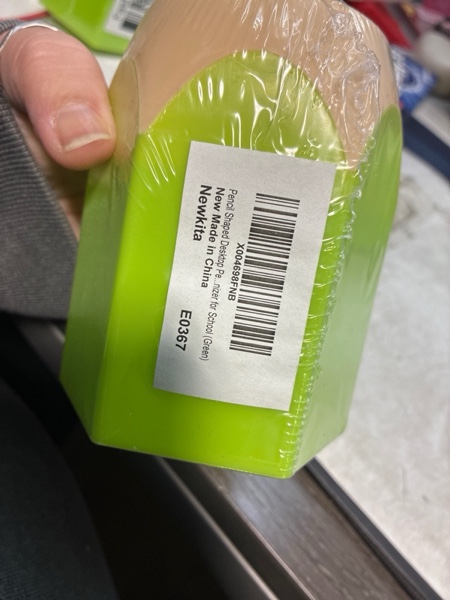 X004698FNB
Pencil Shaped Desktop Pe...nizer for School (Green)
New Made in China
Newkita
E0367